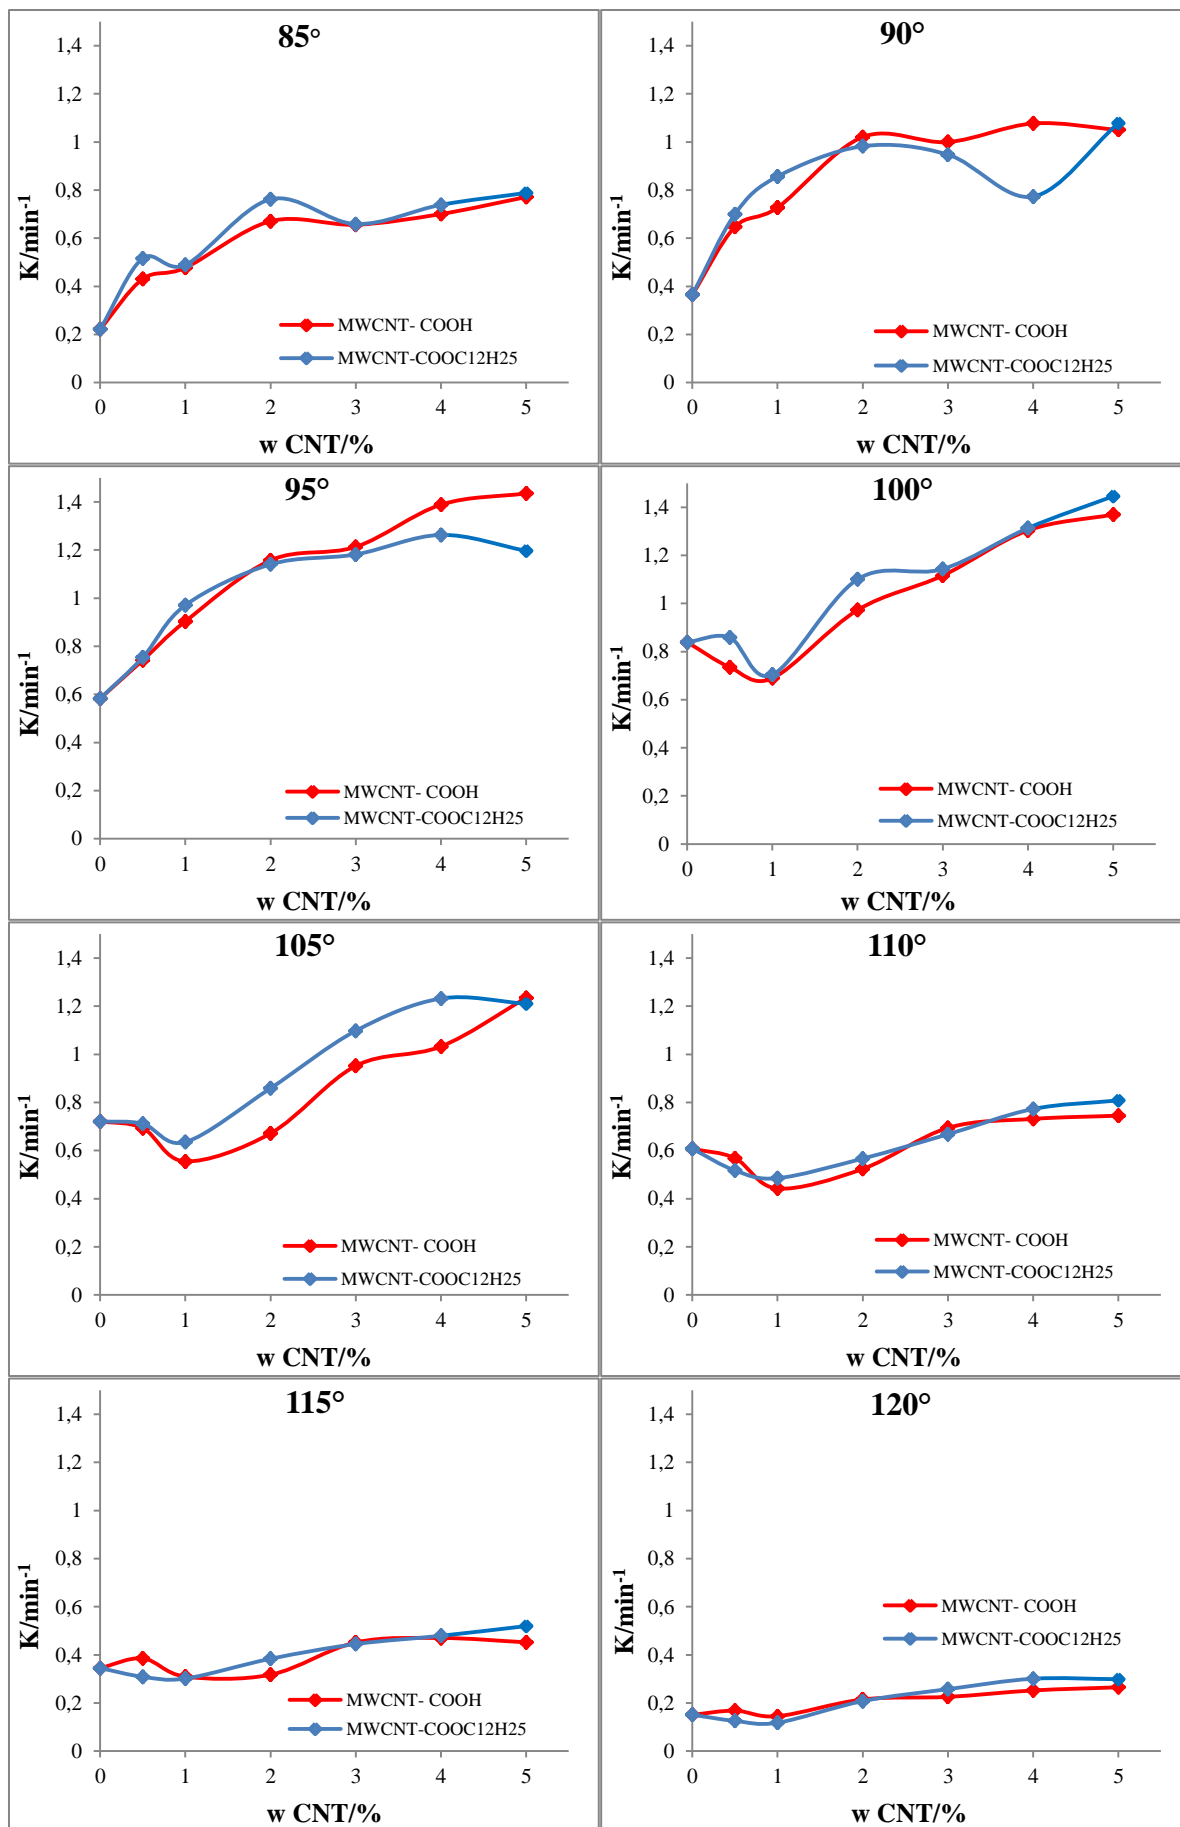 85°
1,4
1,2
1
0,8
0,6
0,4
0,2
0
K/min-1
MWCNT- COOH
MWCNT-COOC12H25
0 1 2 3 4 5
w CNT/%
90°
1,4
1,2
1
0,8
0,6
0,4
0,2
0
K/min-1
MWCNT- COOH
MWCNT-COOC12H25
0 1 2 3 4 5
w CNT/%
95°
1,4
1,2
1
0,8
0,6
0,4
0,2
0
K/min-1
MWCNT- COOH
MWCNT-COOC12H25
0 1 2 3 4 5
w CNT/%
100°
1,4
1,2
1
0,8
0,6
0,4
0,2
0
K/min-1
MWCNT- COOH
MWCNT-COOC12H25
0 1 2 3 4 5
w CNT/%
105°
1,4
1,2
1
0,8
0,6
0,4
0,2
0
K/min-1
MWCNT- COOH
MWCNT-COOC12H25
0 1 2 3 4 5
w CNT/%
110°
1,4
1,2
1
0,8
0,6
0,4
0,2
0
K/min-1
MWCNT- COOH
MWCNT-COOC12H25
0 1 2 3 4 5
w CNT/%
115°
1,4
1,2
1
0,8
0,6
0,4
0,2
0
K/min-1
MWCNT- COOH
MWCNT-COOC12H25
0 1 2 3 4 5
w CNT/%
120°
1,4
1,2
1
0,8
0,6
0,4
0,2
0
K/min-1
MWCNT- COOH
MWCNT-COOC12H25
0 1 2 3 4 5
w CNT/%